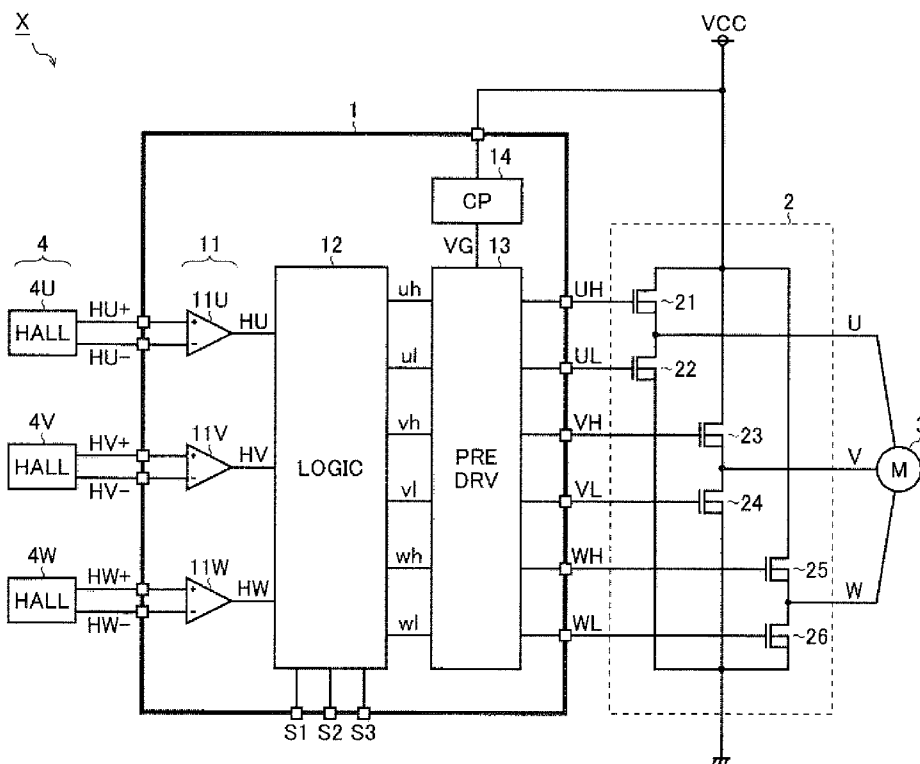 X
VCC
1
14
CP
2
4
11
12
VG
13
4U
HALL
HU+
HU-
11U
HU
uh
UH
21
U
ul
UL
22
4V
HALL
HV+
HV-
11V
HV
LOGIC
vh
PRE
DRV
VH
23
V
3
M
vl
VL
24
4W
HALL
HW+
HW-
11W
HW
wh
WH
25
W
wl
WL
26
S1
S2
S3